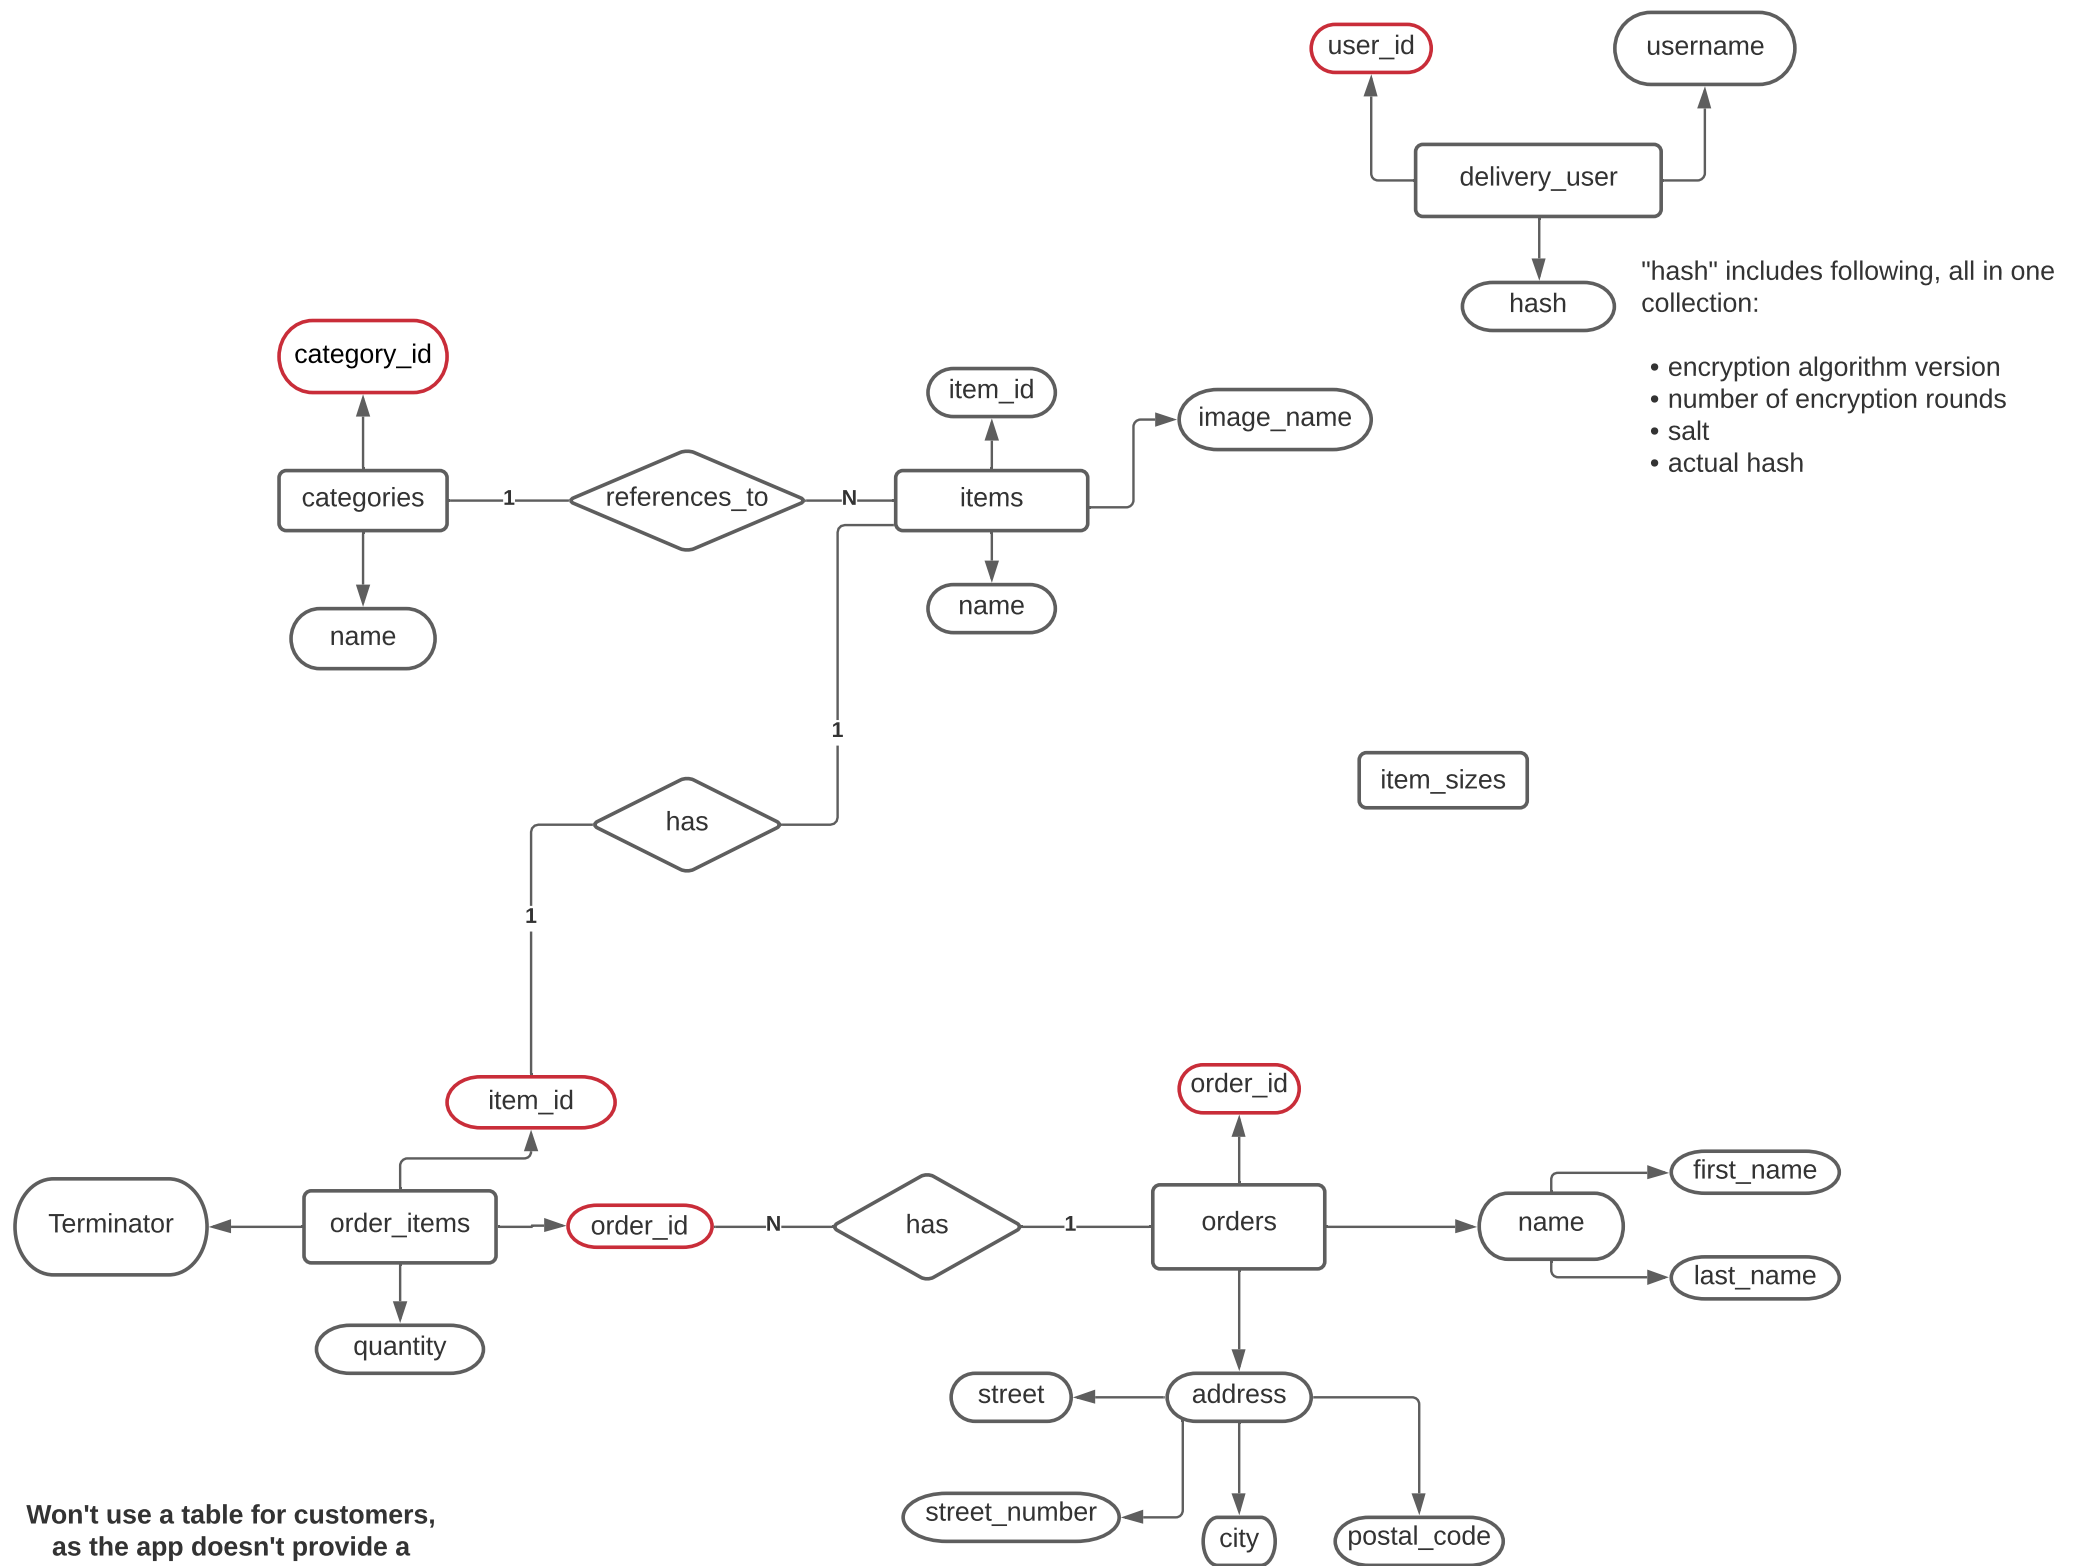 user_id
username
delivery_user
hash
"hash" includes following, all in one
collection:
• encryption algorithm version
• number of encryption rounds
• salt
• actual hash
category_id
item_id
image_name
categories
1
references_to
N
items
name
name
1
has
item_sizes
1
item_id
order_id
Terminator
order_items
order_id
N
has
1
orders
name
first_name
last_name
quantity
street
address
street_number
city
postal_code
Won't use a table for customers,
as the app doesn't provide a